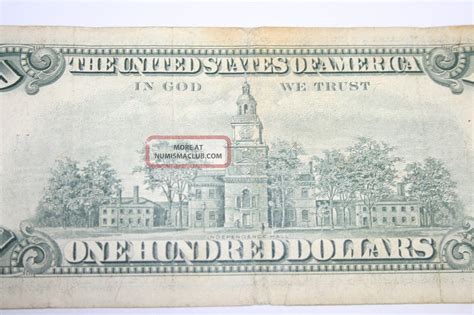 THE UNITED STATES OF AMERICA
IN GOD WE TRUST
MORE AT
NUMISMACLUB.COM
INDEPENDENCE HALL
ONE HUNDRED DOLLARS